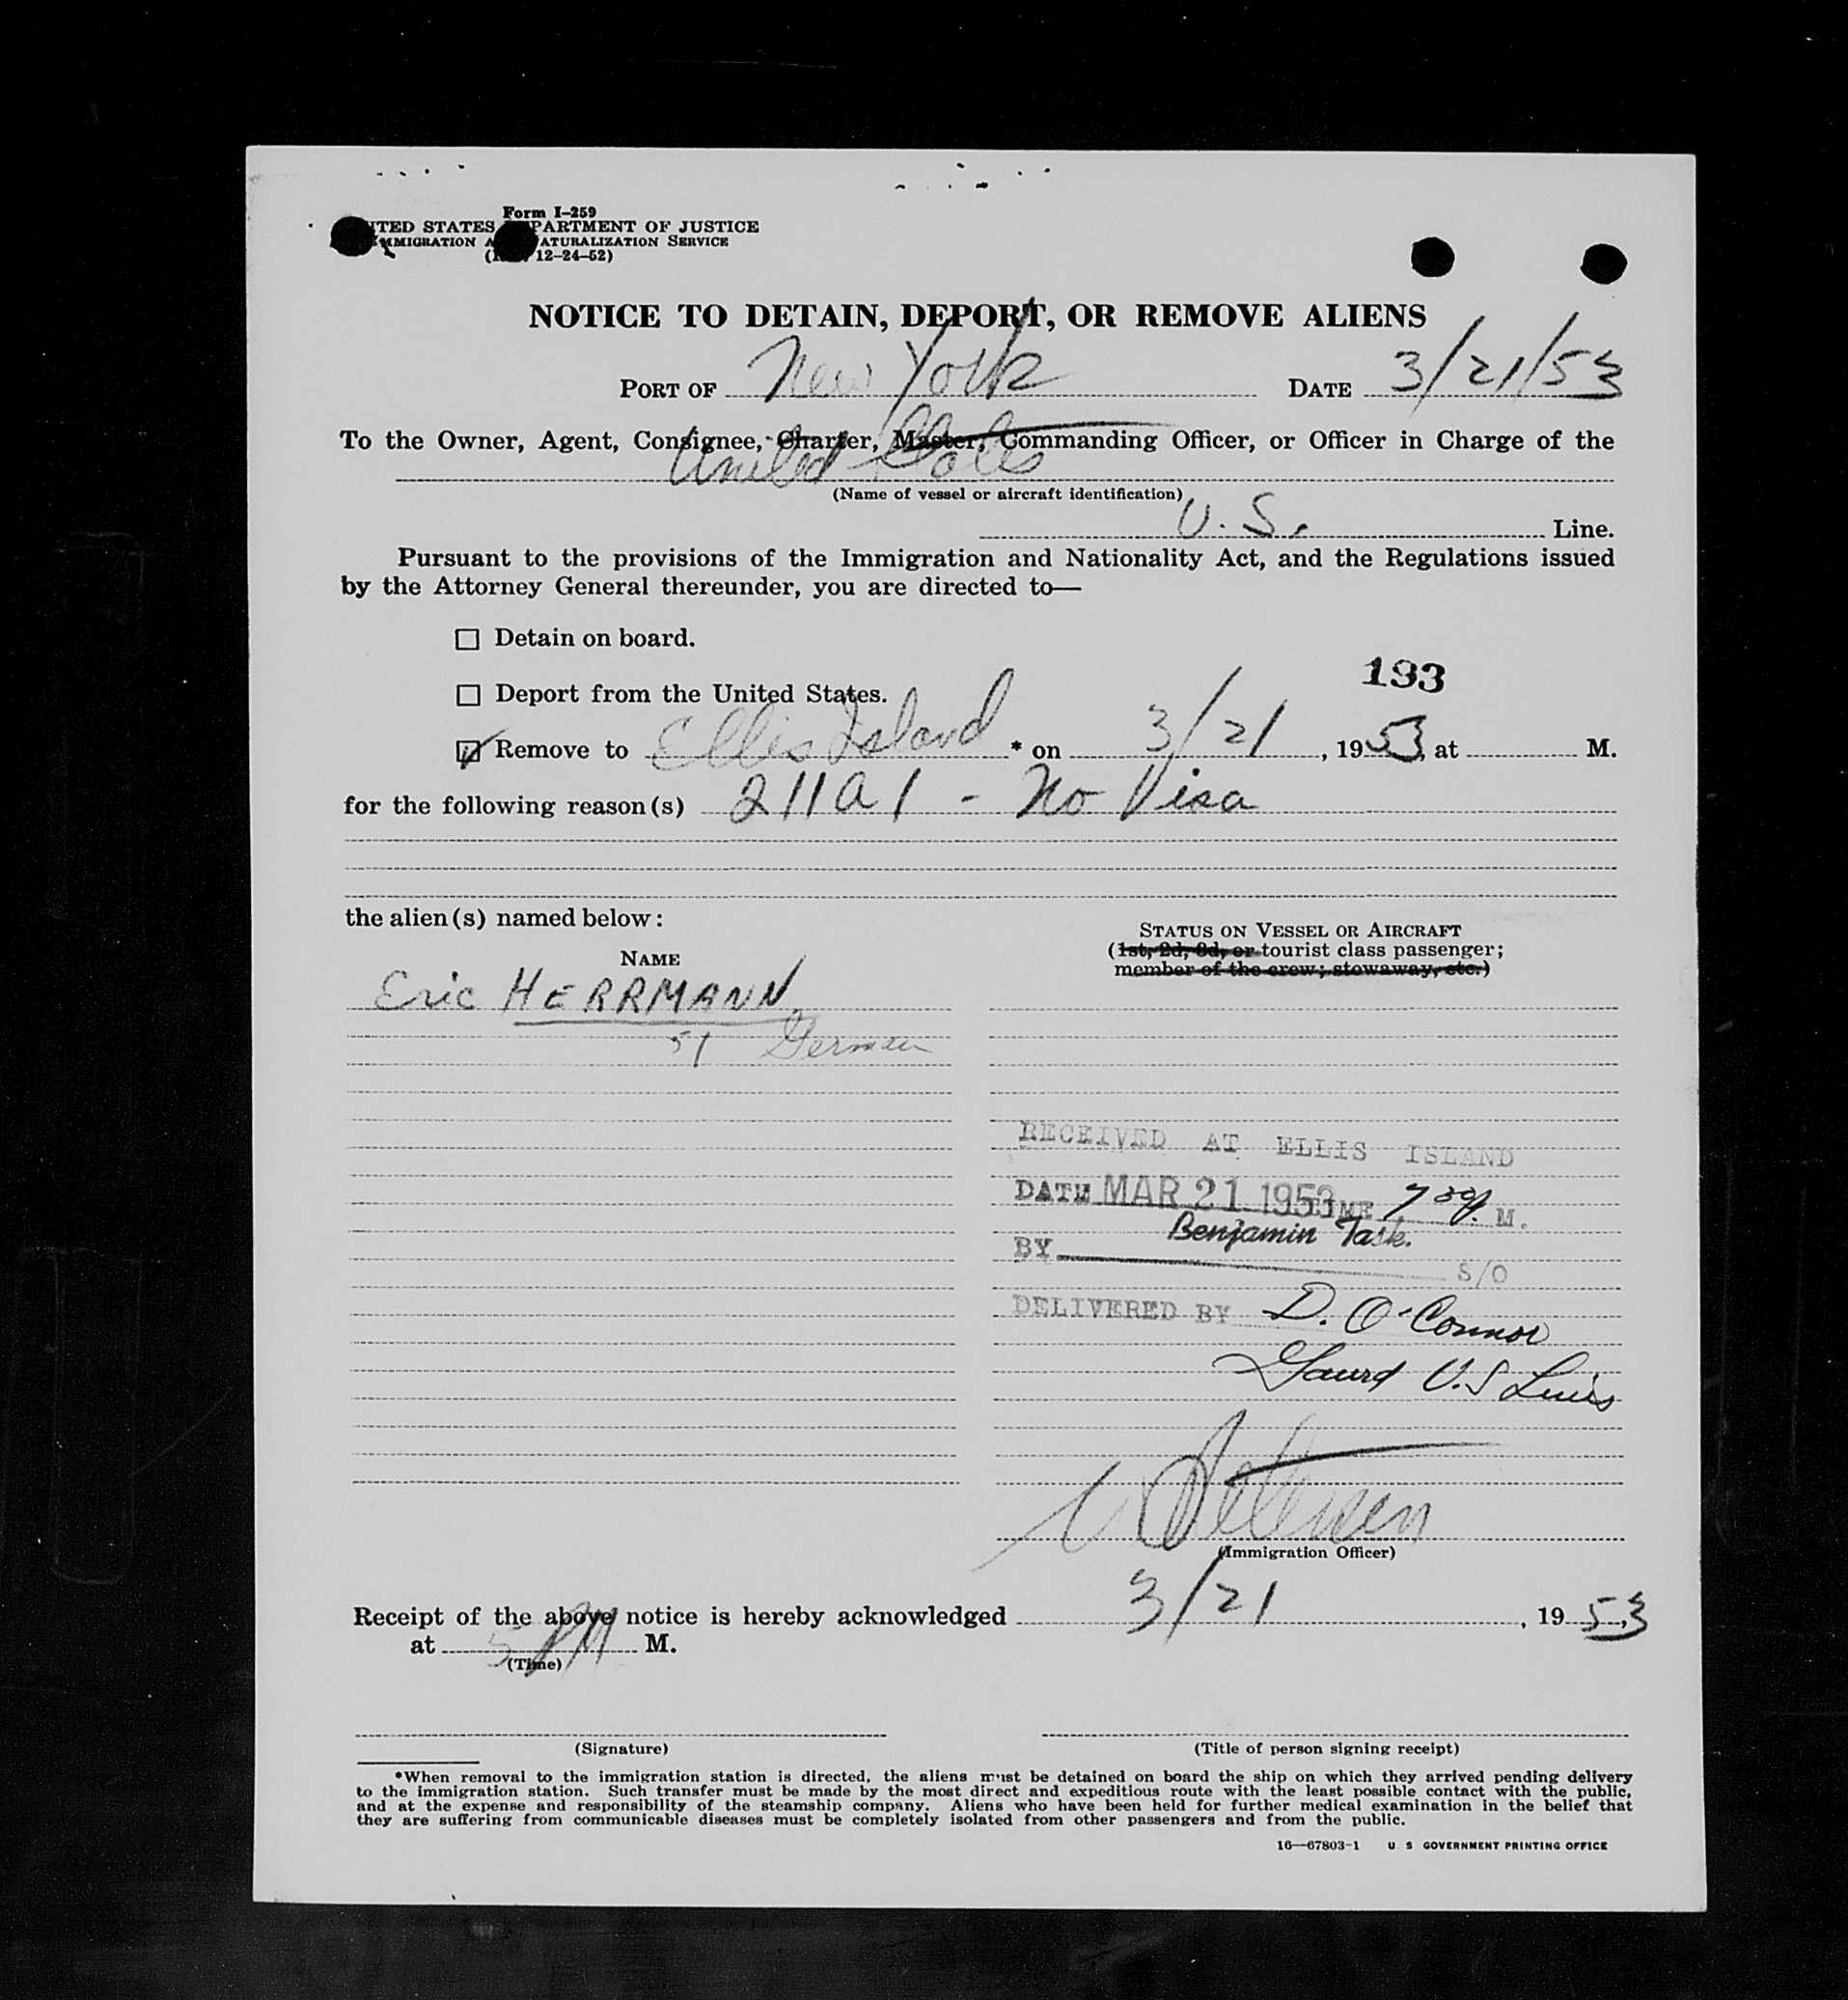 Form I-259
ITED STATES PARTMENT OF JUSTICE
MMIGRATION A ATURALIZATION SERVICE
12-24-52)
NOTICE TO DETAIN, DEPORT, OR REMOVE ALIENS
PORT OF New York DATE 3/21/53
To the Owner, Agent, Consignee, Charter, Master, Commanding Officer, or Officer in Charge of the
United States
(Name of vessel or aircraft identification)
U.S. Line.
Pursuant to the provisions of the Immigration and Nationality Act, and the Regulations issued
by the Attorney General thereunder, you are directed to—
☐ Detain on board.
193
☐ Deport from the United States.
☑ Remove to Ellis Island * on 3/21, 1953, at M.
for the following reason(s) 211a1 - No Visa
the alien(s) named below:
STATUS ON VESSEL OR AIRCRAFT
(1st, 2d, 3d, or tourist class passenger;
member of the crew; stowaway, etc.)
NAME
Eric HERRMANN
51 German
RECEIVED AT ELLIS ISLAND
DATE MAR 21 1953 TIME 7 30 M.
Benjamin Task.
BY S/O
DELIVERED BY D. O'Connor
Gaurd U.S Lines
(Immigration Officer)
Receipt of the above notice is hereby acknowledged 3/21, 1953
at 5 PM M.
(Time)
(Signature)
(Title of person signing receipt)
*When removal to the immigration station is directed, the aliens must be detained on board the ship on which they arrived pending delivery
to the immigration station. Such transfer must be made by the most direct and expeditious route with the least possible contact with the public,
and at the expense and responsibility of the steamship company. Aliens who have been held for further medical examination in the belief that
they are suffering from communicable diseases must be completely isolated from other passengers and from the public.
16—67803-1 U S GOVERNMENT PRINTING OFFICE